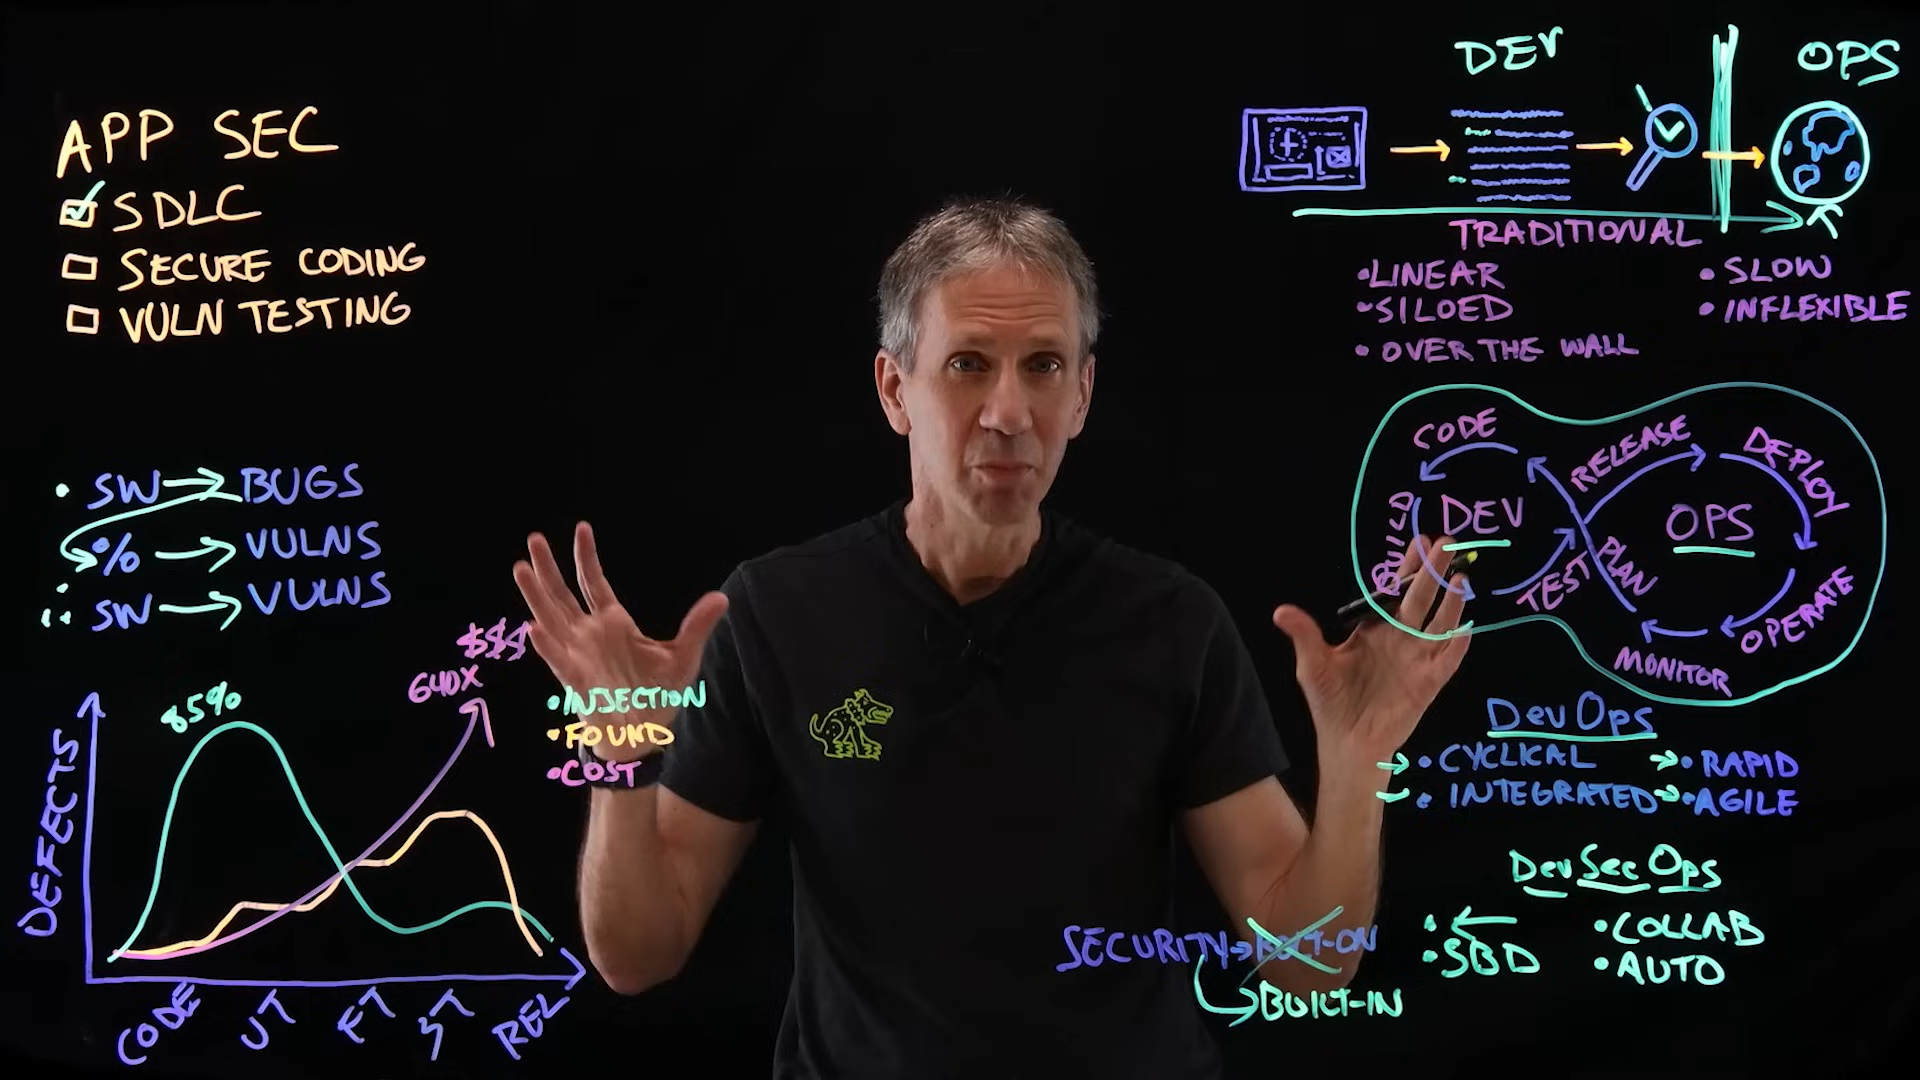 APP SEC
SDLC
SECURE CODING
VULN TESTING
• SW → BUGS
% → VULNS
∴ SW → VULNS
DEFECTS
85%
640X
$$$
• INJECTION
• FOUND
• COST
CODE
UT
FT
ST
REL
DEV
OPS
TRADITIONAL
• LINEAR
• SILOED
• OVER THE WALL
• SLOW
• INFLEXIBLE
CODE
BUILD
DEV
TEST
PLAN
RELEASE
OPS
DEPLOY
OPERATE
MONITOR
DevOps
→ • CYCLICAL
→ • INTEGRATED
→ • RAPID
→ • AGILE
DevSecOps
• ←
• SBD
• COLLAB
• AUTO
SECURITY → BOLT-ON
BUILT-IN